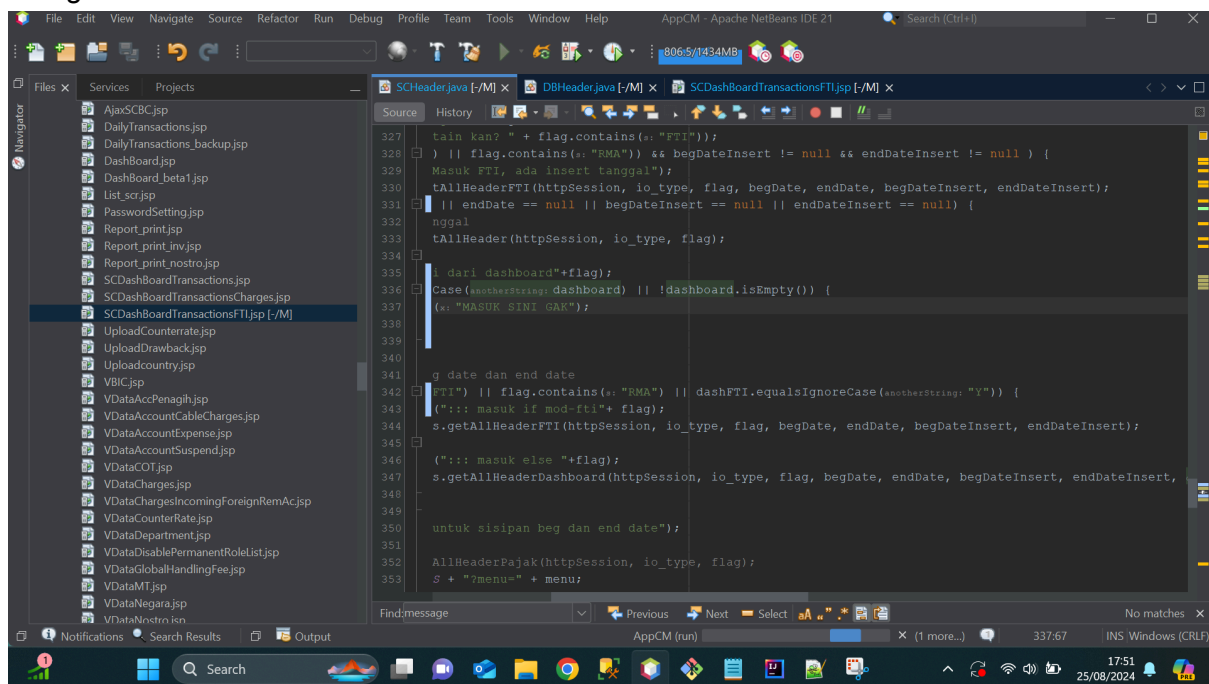 File Edit View Navigate Source Refactor Run Debug Profile Team Tools Window Help AppCM - Apache NetBeans IDE 21 Search (Ctrl+I)
806.5/1434MB
Files Services Projects
Navigator
AjaxSCBC.jsp
DailyTransactions.jsp
DailyTransactions_backup.jsp
DashBoard.jsp
DashBoard_beta1.jsp
List_scr.jsp
PasswordSetting.jsp
Report_print.jsp
Report_print_inv.jsp
Report_print_nostro.jsp
SCDashBoardTransactions.jsp
SCDashBoardTransactionsCharges.jsp
SCDashBoardTransactionsFTI.jsp [-/M]
UploadCounterrate.jsp
UploadDrawback.jsp
Uploadcountry.jsp
VBIC.jsp
VDataAccPenagih.jsp
VDataAccountCableCharges.jsp
VDataAccountExpense.jsp
VDataAccountSuspend.jsp
VDataCOT.jsp
VDataCharges.jsp
VDataChargesIncomingForeignRemAc.jsp
VDataCounterRate.jsp
VDataDepartment.jsp
VDataDisablePermanentRoleList.jsp
VDataGlobalHandlingFee.jsp
VDataMT.jsp
VDataNegara.jsp
VDataNostro.jsp
SCHeader.java [-/M] DBHeader.java [-/M] SCDashBoardTransactionsFTI.jsp [-/M]
Source History
327 tain kan? " + flag.contains(s: "FTI"));
328 ) || flag.contains(s: "RMA")) && begDateInsert != null && endDateInsert != null ) {
329 Masuk FTI, ada insert tanggal");
330 tAllHeaderFTI(httpSession, io_type, flag, begDate, endDate, begDateInsert, endDateInsert);
331 || endDate == null || begDateInsert == null || endDateInsert == null) {
332 nggal
333 tAllHeader(httpSession, io_type, flag);
334
335 i dari dashboard"+flag);
336 Case(anotherString: dashboard) || !dashboard.isEmpty()) {
337 (x: "MASUK SINI GAK");
338
339
340
341 g date dan end date
342 FTI") || flag.contains(s: "RMA") || dashFTI.equalsIgnoreCase(anotherString: "Y")) {
343 ("::: masuk if mod-fti"+ flag);
344 s.getAllHeaderFTI(httpSession, io_type, flag, begDate, endDate, begDateInsert, endDateInsert);
345
346 ("::: masuk else "+flag);
347 s.getAllHeaderDashboard(httpSession, io_type, flag, begDate, endDate, begDateInsert, endDateInsert,
348
349
350 untuk sisipan beg dan end date");
351
352 AllHeaderPajak(httpSession, io_type, flag);
353 S + "?menu=" + menu;
Find: message Previous Next Select No matches
Notifications Search Results Output AppCM (run) (1 more...) 337:67 INS Windows (CRLF)
1 Search 17:51
25/08/2024 PRE